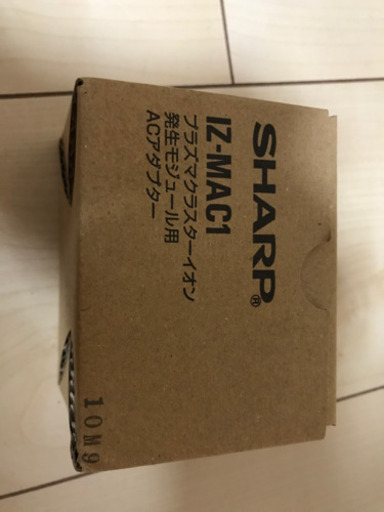 SHARP®
IZ-MAC1
プラズマクラスターイオン
発生モジュール用
ACアダプター
10M9